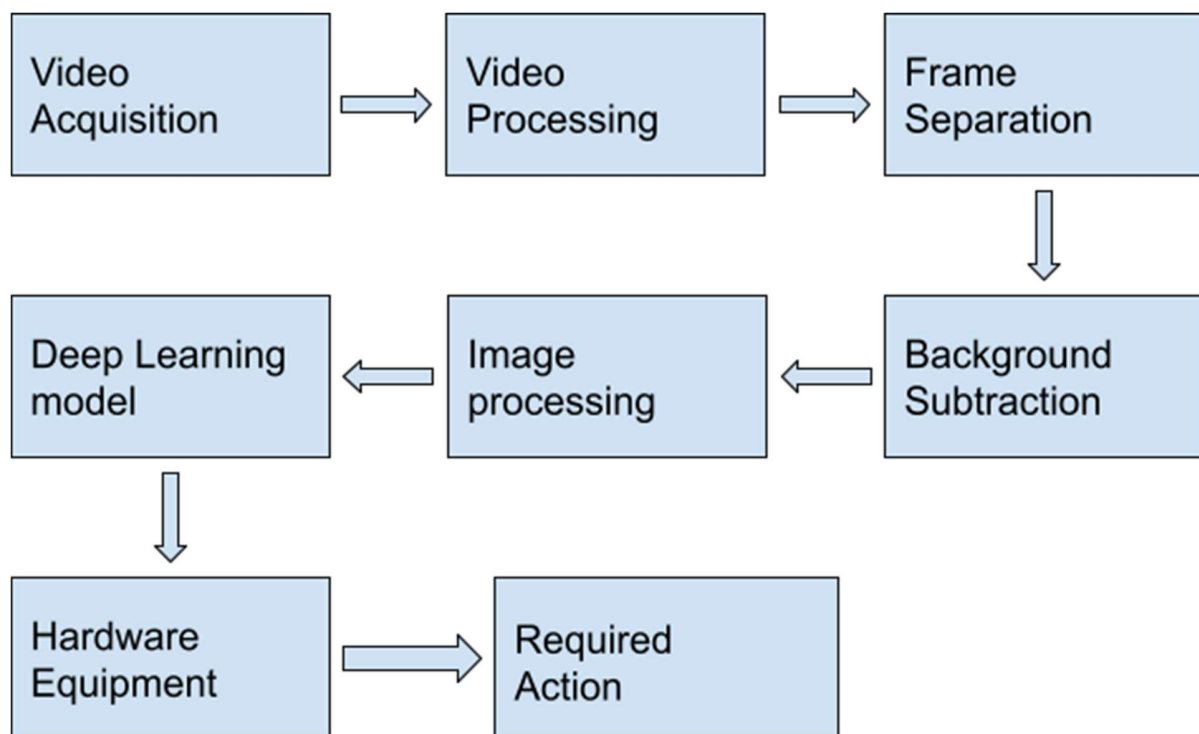 Video
Acquisition
Video
Processing
Frame
Separation
Background
Subtraction
Image
processing
Deep Learning
model
Hardware
Equipment
Required
Action